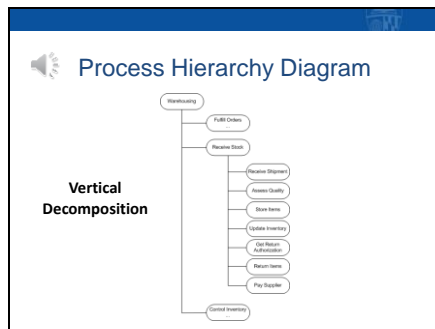 Process Hierarchy Diagram
Warehousing
Fulfill Orders
...
Receive Stock
Receive Shipment
Assess Quality
Vertical
Decomposition
Store Items
Update Inventory
Get Return
Authorization
Return Items
Pay Supplier
Control Inventory
...